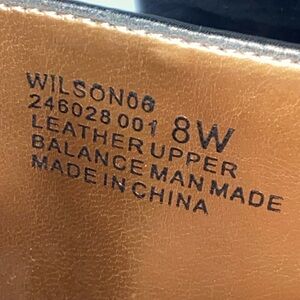 WILSON06
246028 001 8W
LEATHER UPPER
BALANCE MAN MADE
MADE IN CHINA